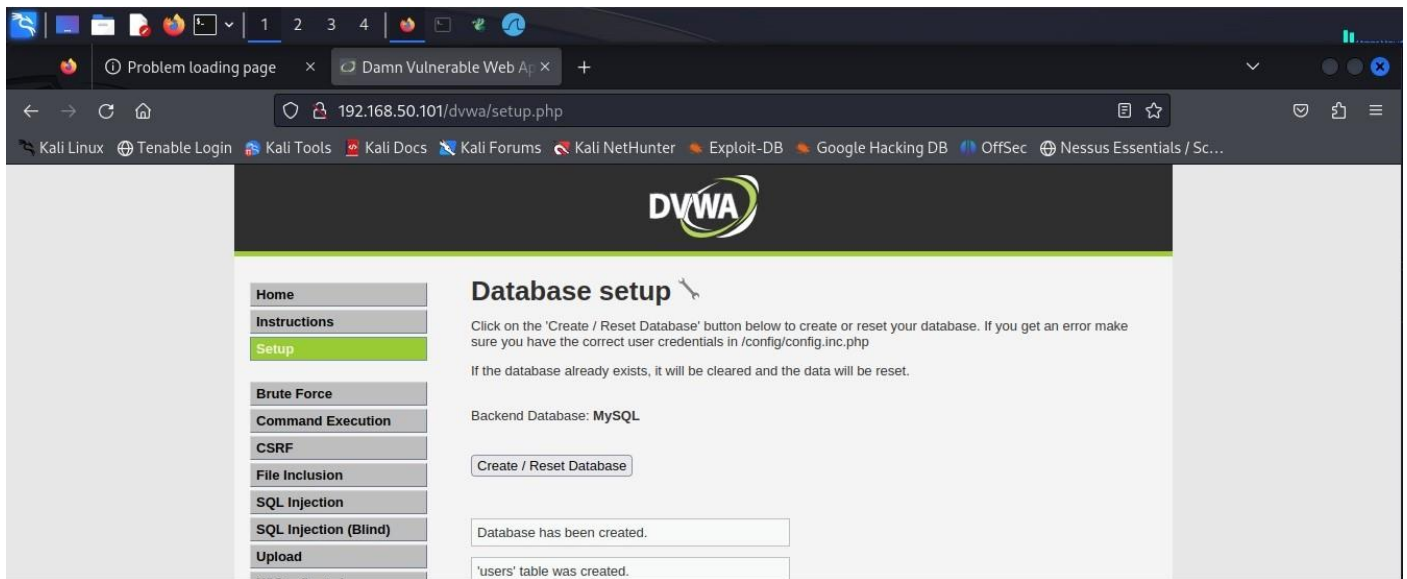 1 2 3 4
Problem loading page
Damn Vulnerable Web Ap
192.168.50.101/dvwa/setup.php
Kali Linux Tenable Login Kali Tools Kali Docs Kali Forums Kali NetHunter Exploit-DB Google Hacking DB OffSec Nessus Essentials / Sc...
DVWA
Home
Instructions
Setup
Brute Force
Command Execution
CSRF
File Inclusion
SQL Injection
SQL Injection (Blind)
Upload
Database setup
Click on the 'Create / Reset Database' button below to create or reset your database. If you get an error make
sure you have the correct user credentials in /config/config.inc.php
If the database already exists, it will be cleared and the data will be reset.
Backend Database: MySQL
Create / Reset Database
Database has been created.
'users' table was created.